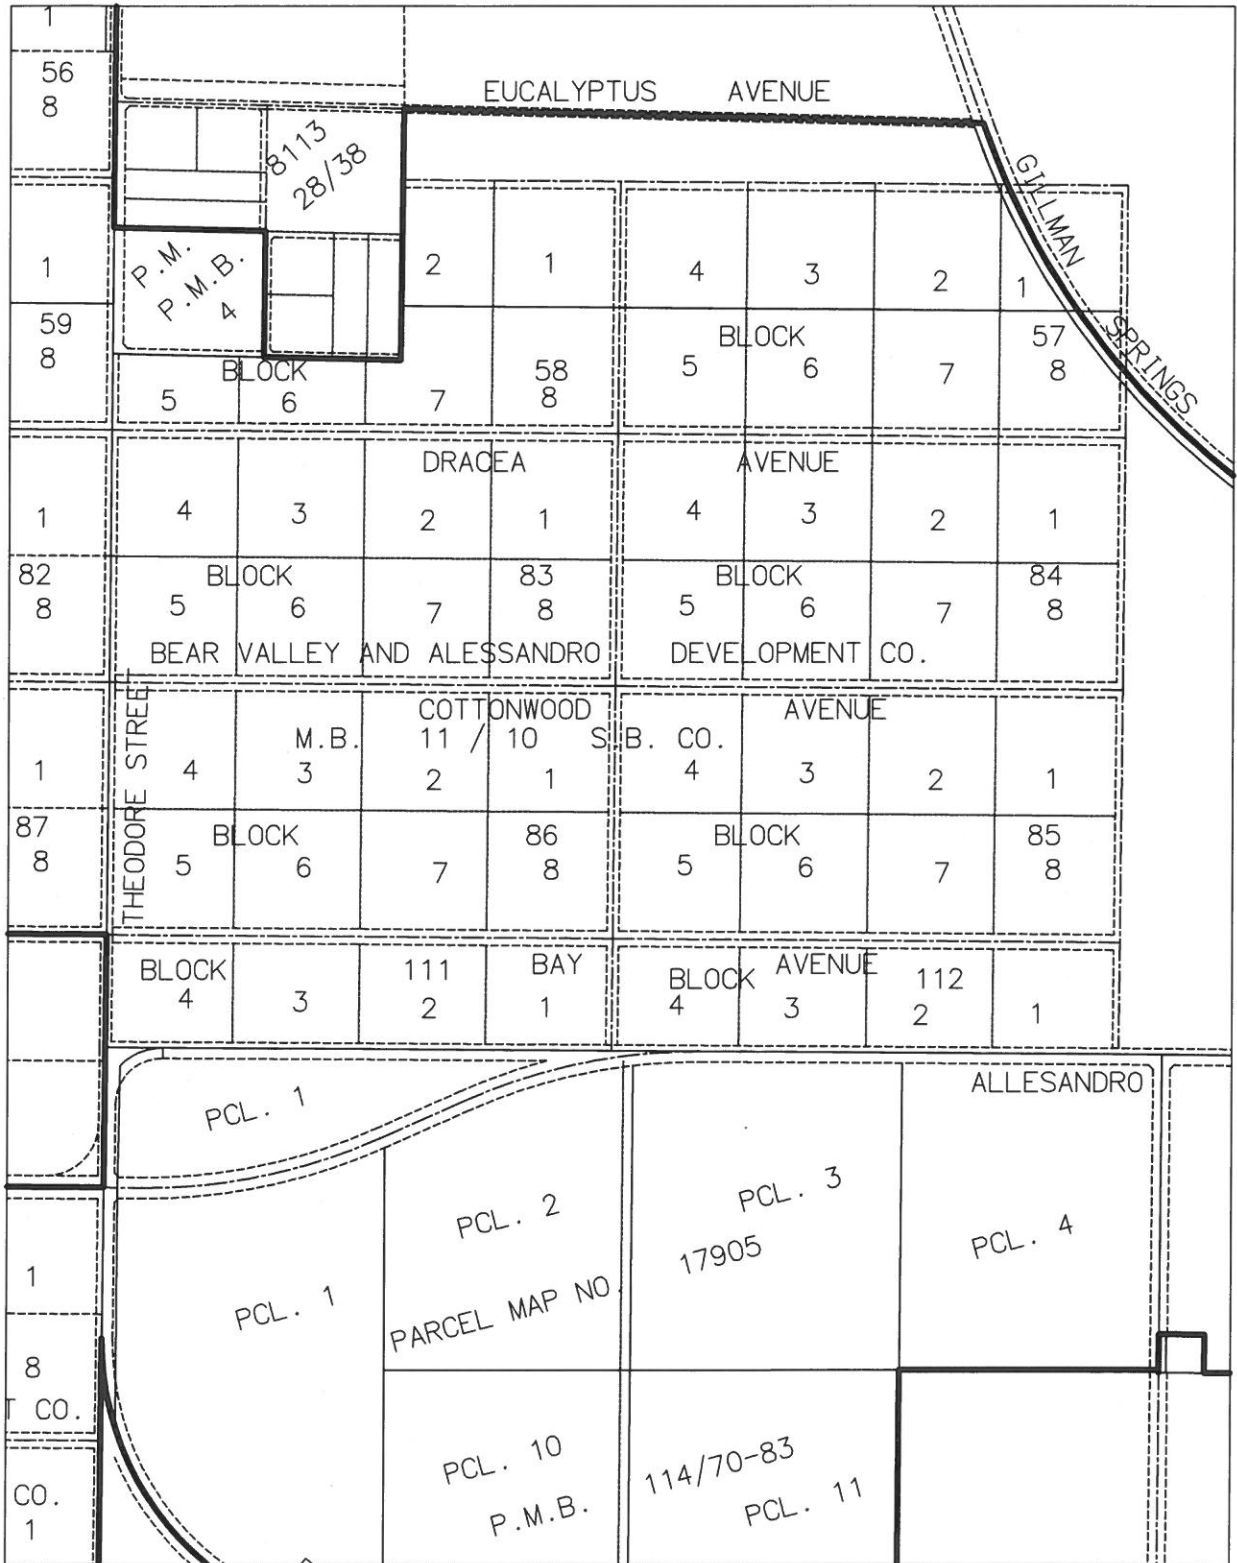 1
56
8
EUCALYPTUS AVENUE
8113
28/38
GILLMAN SPRINGS
1
59
8
P.M.
P.M.B.
4
2 1
4 3 2 1
BLOCK 58
5 6 7 8
BLOCK 57
5 6 7 8
DRACEA AVENUE
1
4 3 2 1
4 3 2 1
82
8
BLOCK 83
5 6 7 8
BLOCK 84
5 6 7 8
BEAR VALLEY AND ALESSANDRO DEVELOPMENT CO.
THEODORE STREET
COTTONWOOD AVENUE
M.B. 11 / 10 S.B. CO.
1
4 3 2 1
4 3 2 1
87
8
BLOCK 86
5 6 7 8
BLOCK 85
5 6 7 8
BAY AVENUE
BLOCK 111
4 3 2 1
BLOCK 112
4 3 2 1
ALLESANDRO
PCL. 1
PCL. 2
PCL. 3
PCL. 4
PCL. 1
PARCEL MAP NO. 17905
1
8
T CO.
CO.
1
PCL. 10
P.M.B. 114/70-83
PCL. 11